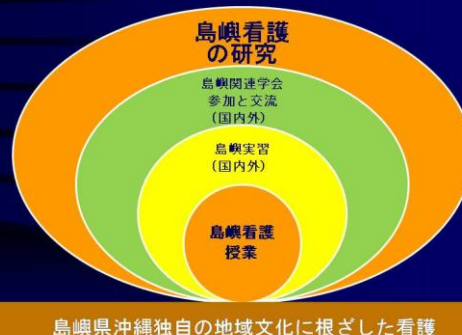 島嶼看護
の研究
島嶼関連学会
参加と交流
(国内外)
島嶼実習
(国内外)
島嶼看護
授業
島嶼県沖縄独自の地域文化に根ざした看護